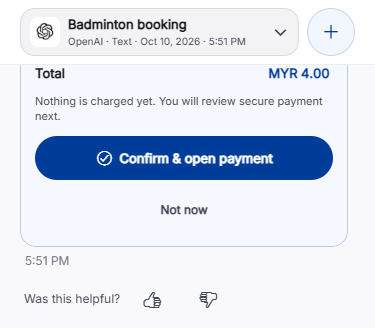 Badminton booking
OpenAI · Text · Oct 10, 2026 · 5:51 PM
Total MYR 4.00
Nothing is charged yet. You will review secure payment
next.
Confirm & open payment
Not now
5:51 PM
Was this helpful?